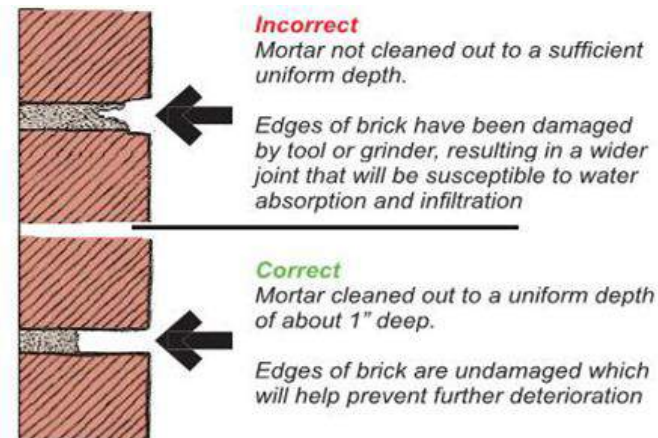 Incorrect
Mortar not cleaned out to a sufficient
uniform depth.
Edges of brick have been damaged
by tool or grinder, resulting in a wider
joint that will be susceptible to water
absorption and infiltration
Correct
Mortar cleaned out to a uniform depth
of about 1” deep.
Edges of brick are undamaged which
will help prevent further deterioration